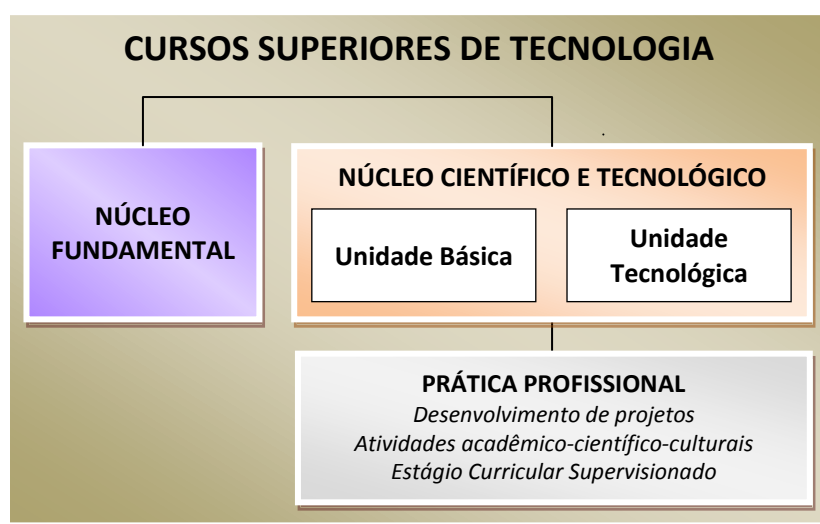 CURSOS SUPERIORES DE TECNOLOGIA
NÚCLEO
FUNDAMENTAL
NÚCLEO CIENTÍFICO E TECNOLÓGICO
Unidade Básica
Unidade
Tecnológica
PRÁTICA PROFISSIONAL
Desenvolvimento de projetos
Atividades acadêmico-científico-culturais
Estágio Curricular Supervisionado